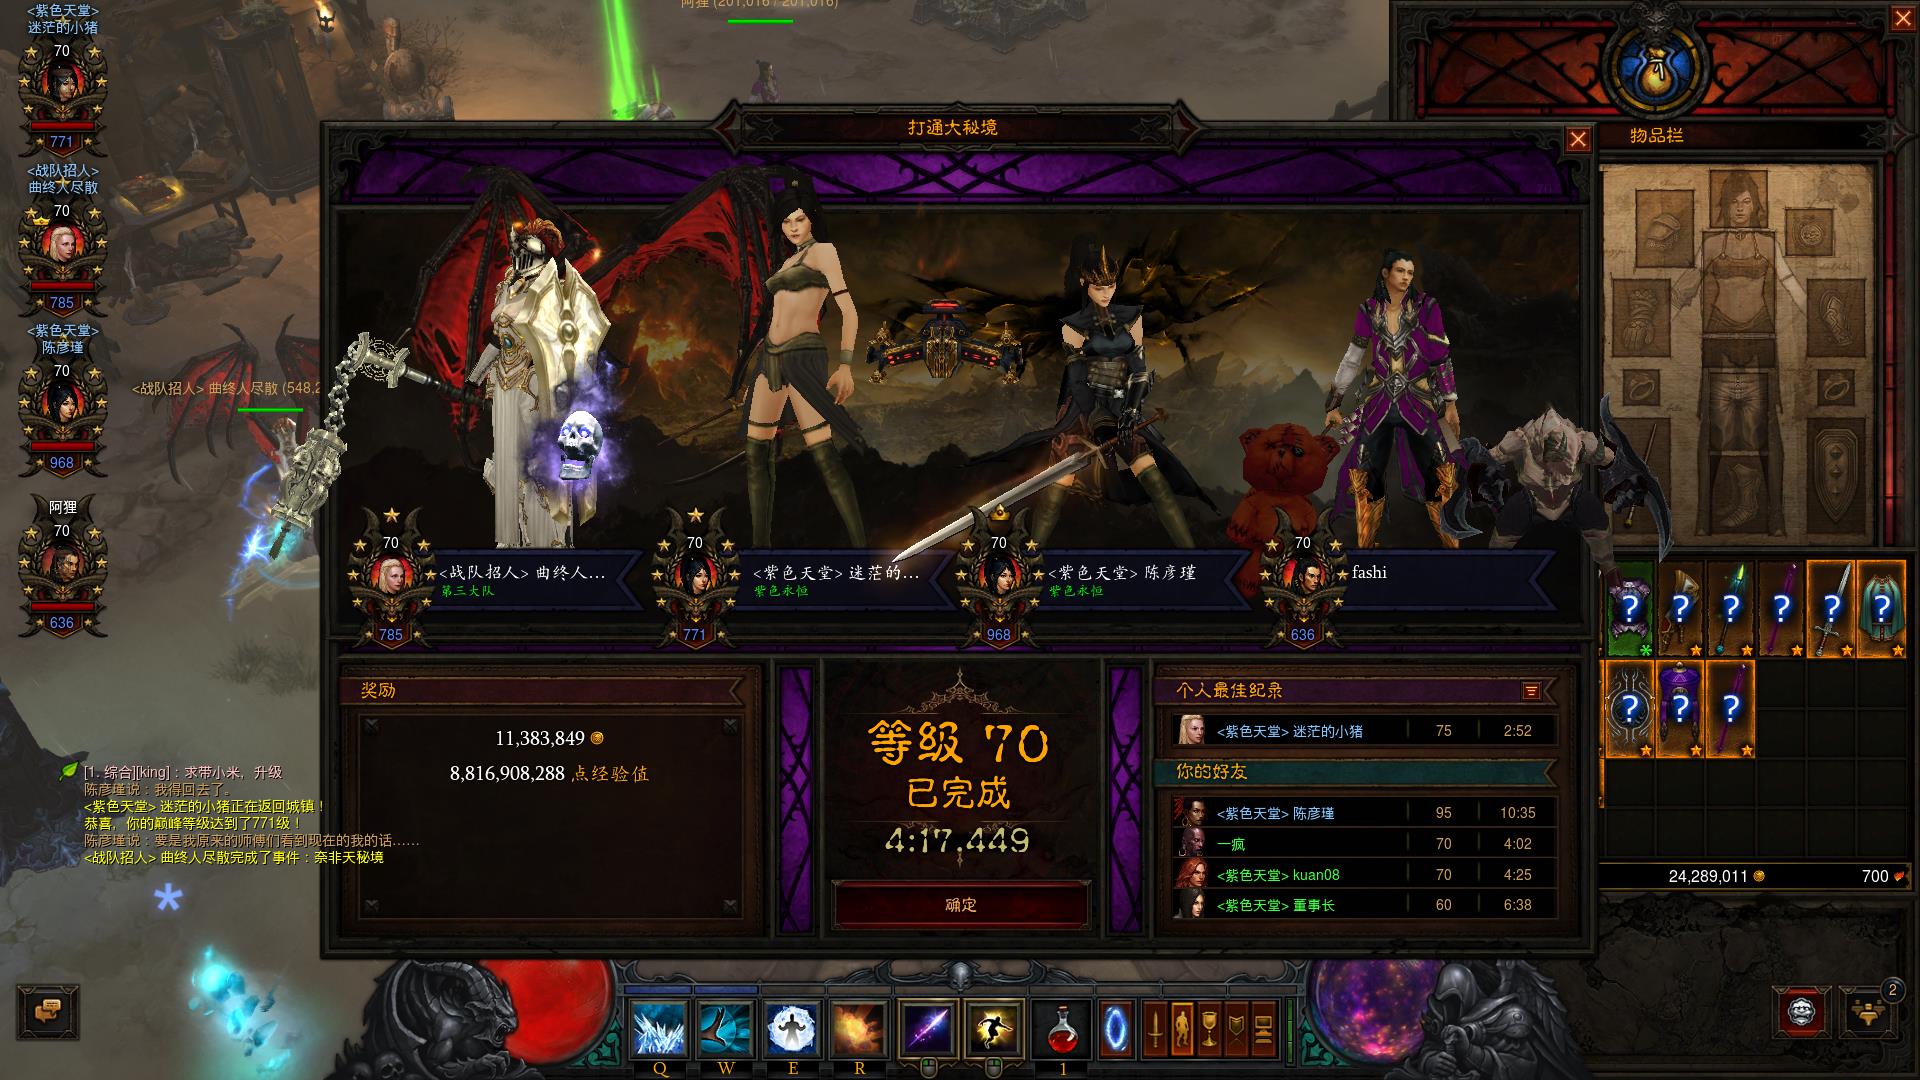 <紫色天堂>
迷茫的小猪
70
771
<战队招人>
曲终人尽散
70
785
<紫色天堂>
陈彦瑾
70
968
阿狸
70
636
阿狸 (201,016 / 201,016)
<战队招人> 曲终人尽散 (548.2
打通大秘境
物品栏
70
<战队招人> 曲终人...
第三大队
785
70
<紫色天堂> 迷茫的...
紫色永恒
771
70
<紫色天堂> 陈彦瑾
紫色永恒
968
70
fashi
636
奖励
11,383,849
8,816,908,288 点经验值
等级 70
已完成
4:17.449
确定
个人最佳纪录
<紫色天堂> 迷茫的小猪 75 2:52
你的好友
<紫色天堂> 陈彦瑾 95 10:35
一疯 70 4:02
<紫色天堂> kuan08 70 4:25
<紫色天堂> 董事长 60 6:38
? ? ? ? ? ?
? ? ?
24,289,011 700
[1. 综合][king]：求带小米，升级
陈彦瑾说：我得回去了。
<紫色天堂> 迷茫的小猪正在返回城镇！
恭喜，你的巅峰等级达到了771级！
陈彦瑾说：要是我原来的师傅们看到现在的我的话……
<战队招人> 曲终人尽散完成了事件：奈非天秘境
Q W E R 1
2